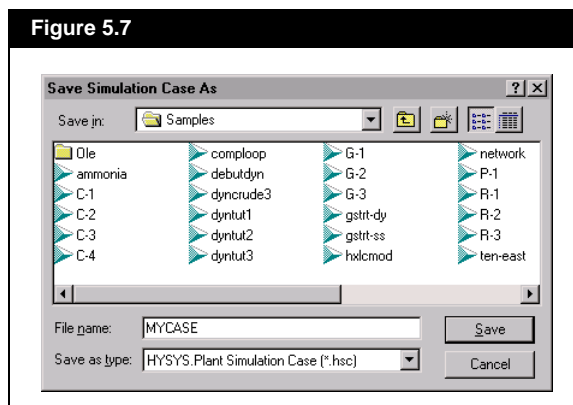 Figure 5.7
Save Simulation Case As
Save in: Samples
Ole comploop G-1 network
ammonia debutdyn G-2 P-1
C-1 dyncrude3 G-3 R-1
C-2 dyntut1 gstrt-dy R-2
C-3 dyntut2 gstrt-ss R-3
C-4 dyntut3 hxlcmod ten-east
File name: MYCASE Save
Save as type: HYSYS.Plant Simulation Case (*.hsc) Cancel